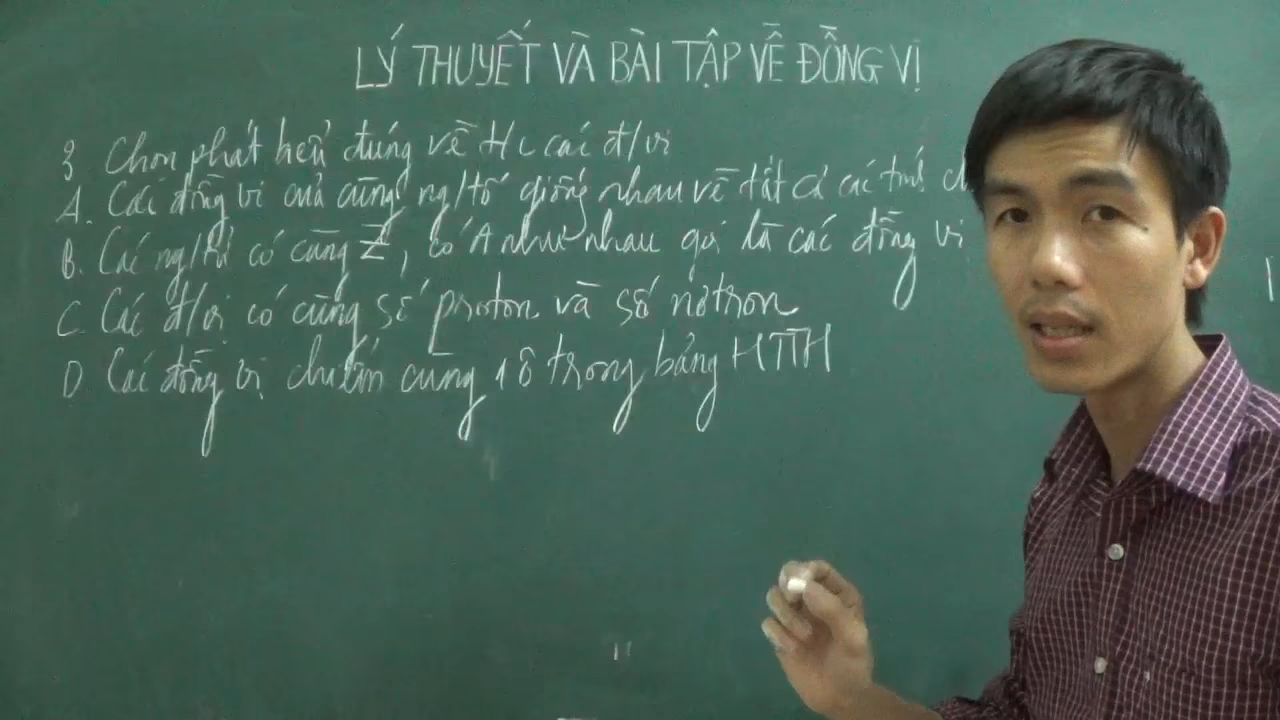 LÝ THUYẾT VÀ BÀI TẬP VỀ ĐỒNG VỊ
3. Chọn phát biểu đúng về các đ/vị
A. Các đồng vị của cùng ng/tố giống nhau về tất cả các tính
B. Các ng/tử có cùng Z, có A như nhau gọi là các đồng vị
C. Các đ/vị có cùng số proton và số nơtron
D Các đồng vị chiếm cùng 1 ô trong bảng HTTH